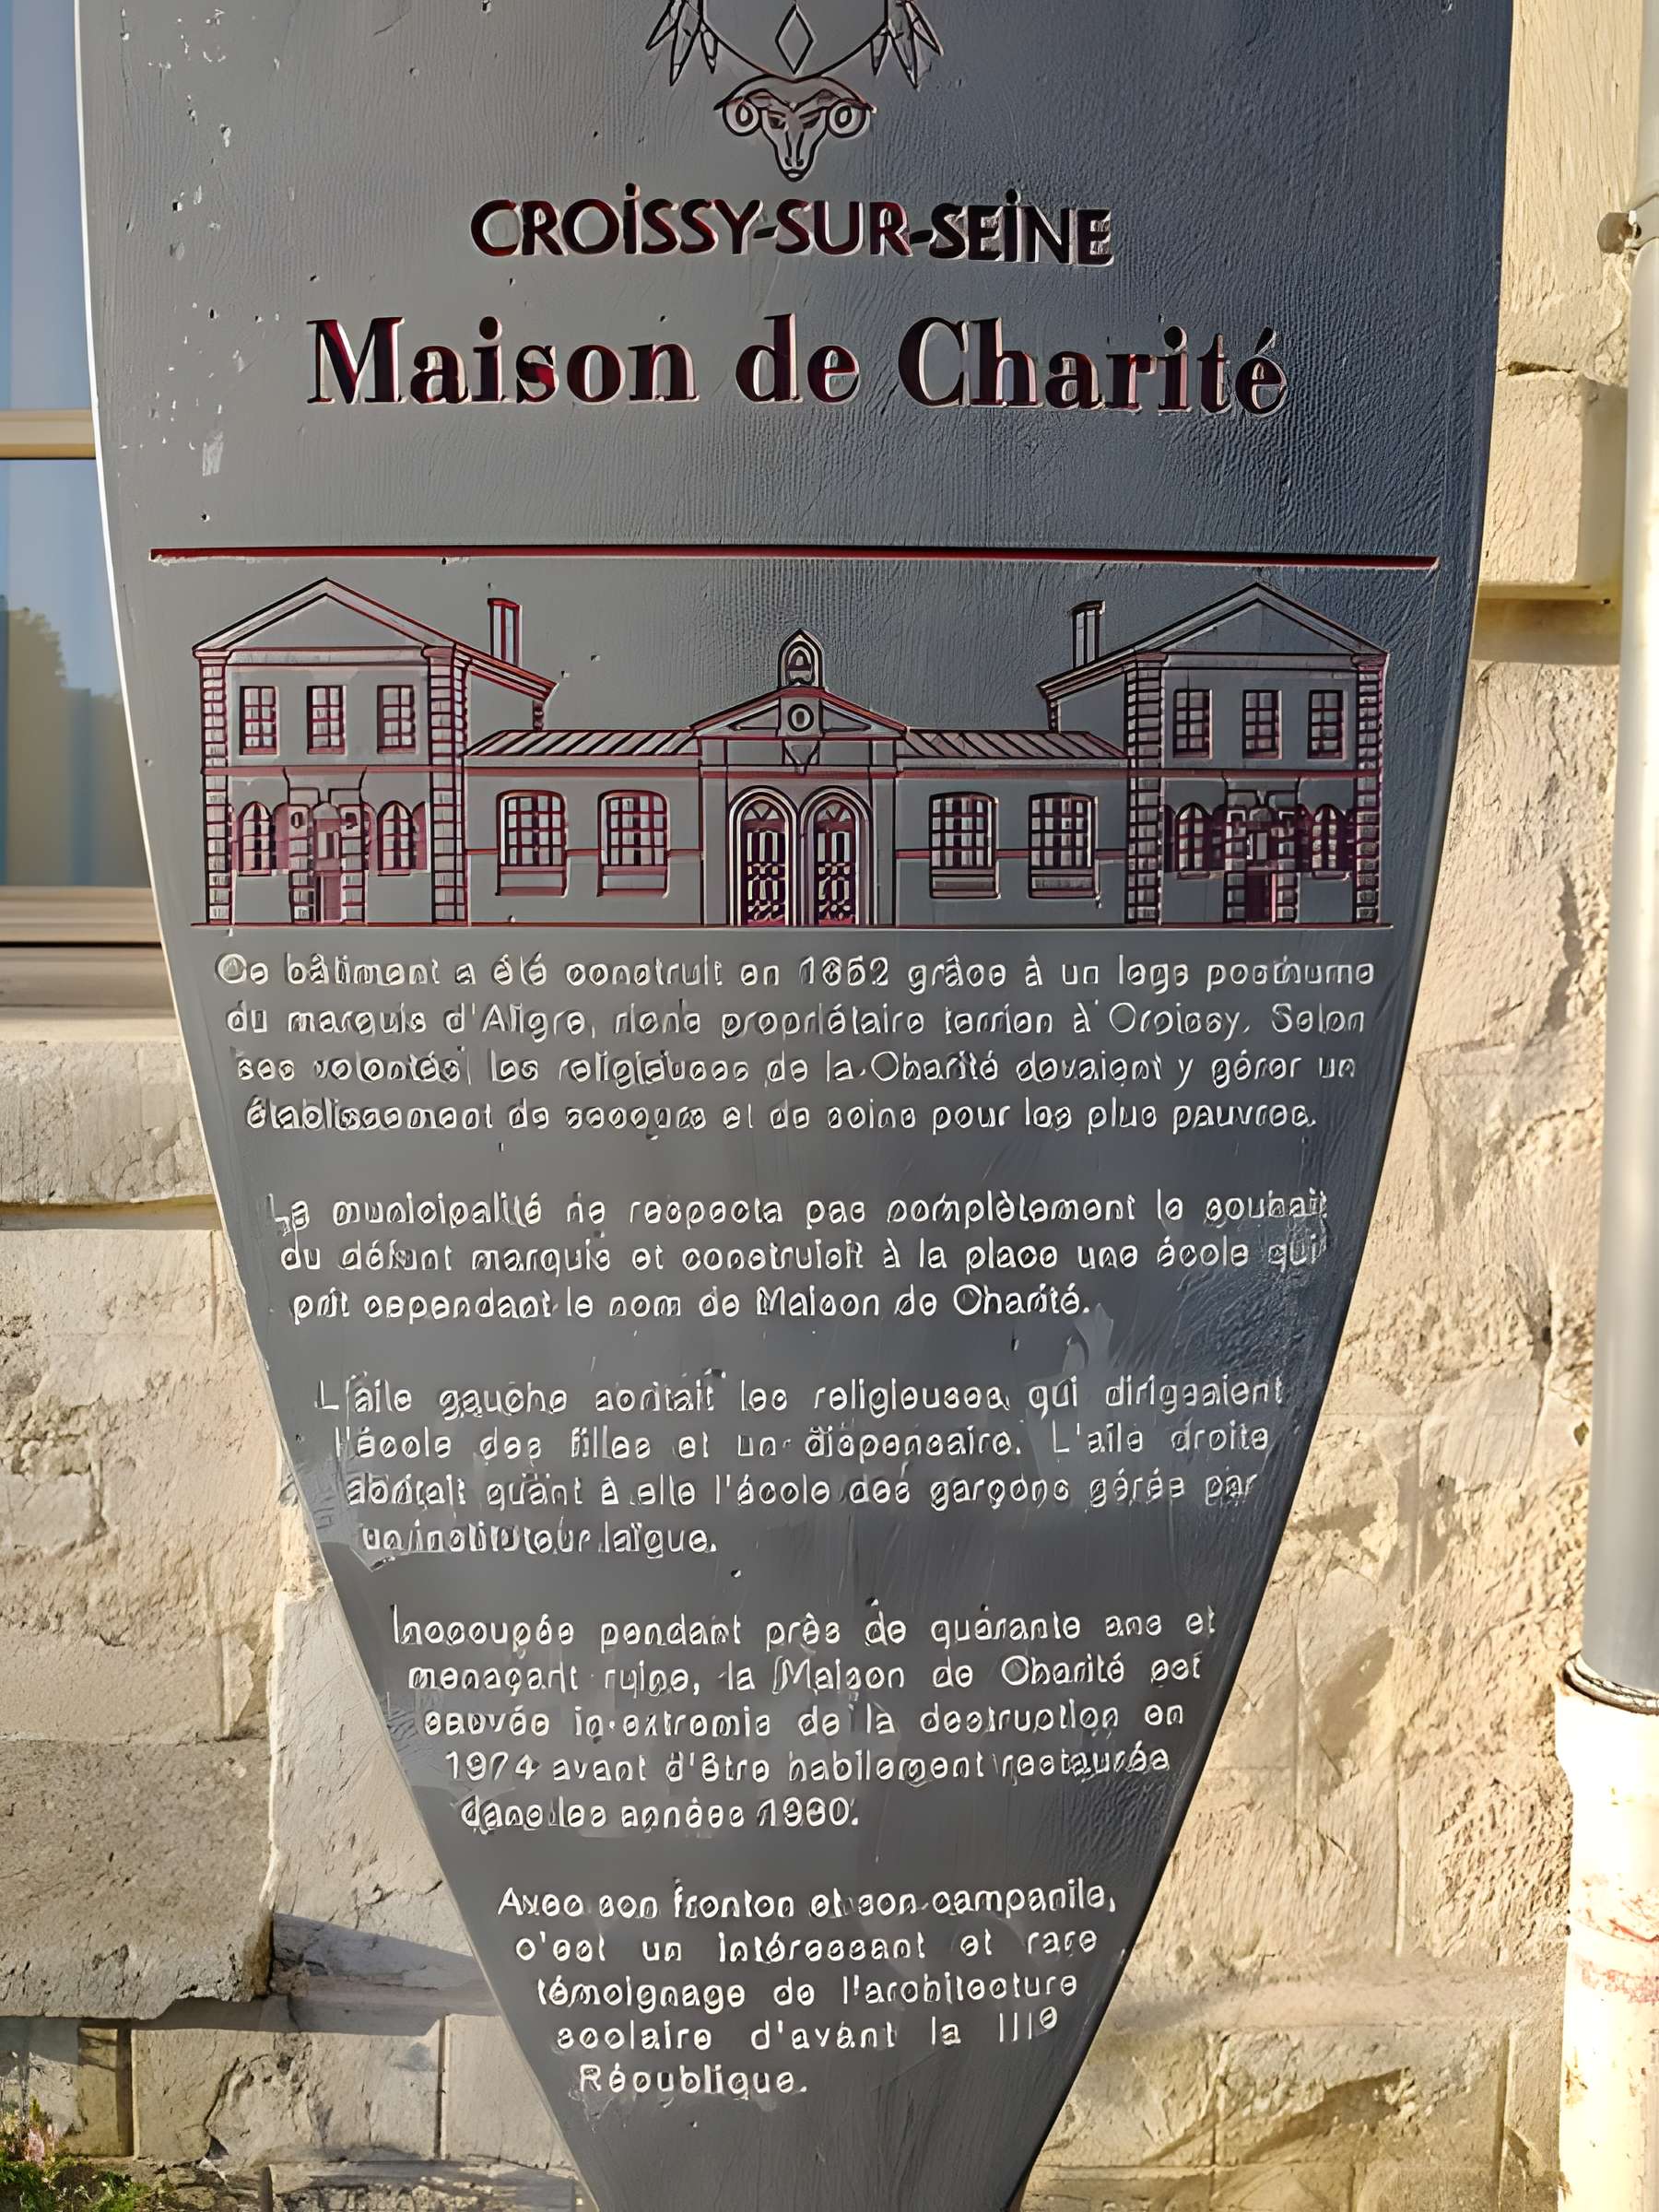 CROISSY-SUR-SEINE
Maison de Charité
Ce bâtiment a été construit en 1862 grâce à un legs posthume
du marquis d'Aligre, riche propriétaire terrien à Croissy. Selon
ses volontés, les religieuses de la Charité devaient y gérer un
établissement de secours et de soins pour les plus pauvres.
La municipalité ne respecta pas complètement le souhait
du défunt marquis et construisit à la place une école qui
prit cependant le nom de Maison de Charité.
L'aile gauche abritait les religieuses qui dirigeaient
l'école des filles et un dispensaire. L'aile droite
abritait quant à elle l'école des garçons gérée par
un instituteur laïque.
Inoccupée pendant près de quarante ans et
menaçant ruine, la Maison de Charité est
sauvée in extremis de la destruction en
1974 avant d'être habilement restaurée
dans les années 1980.
Avec son fronton et son campanile,
c'est un intéressant et rare
témoignage de l'architecture
scolaire d'avant la IIIe
République.